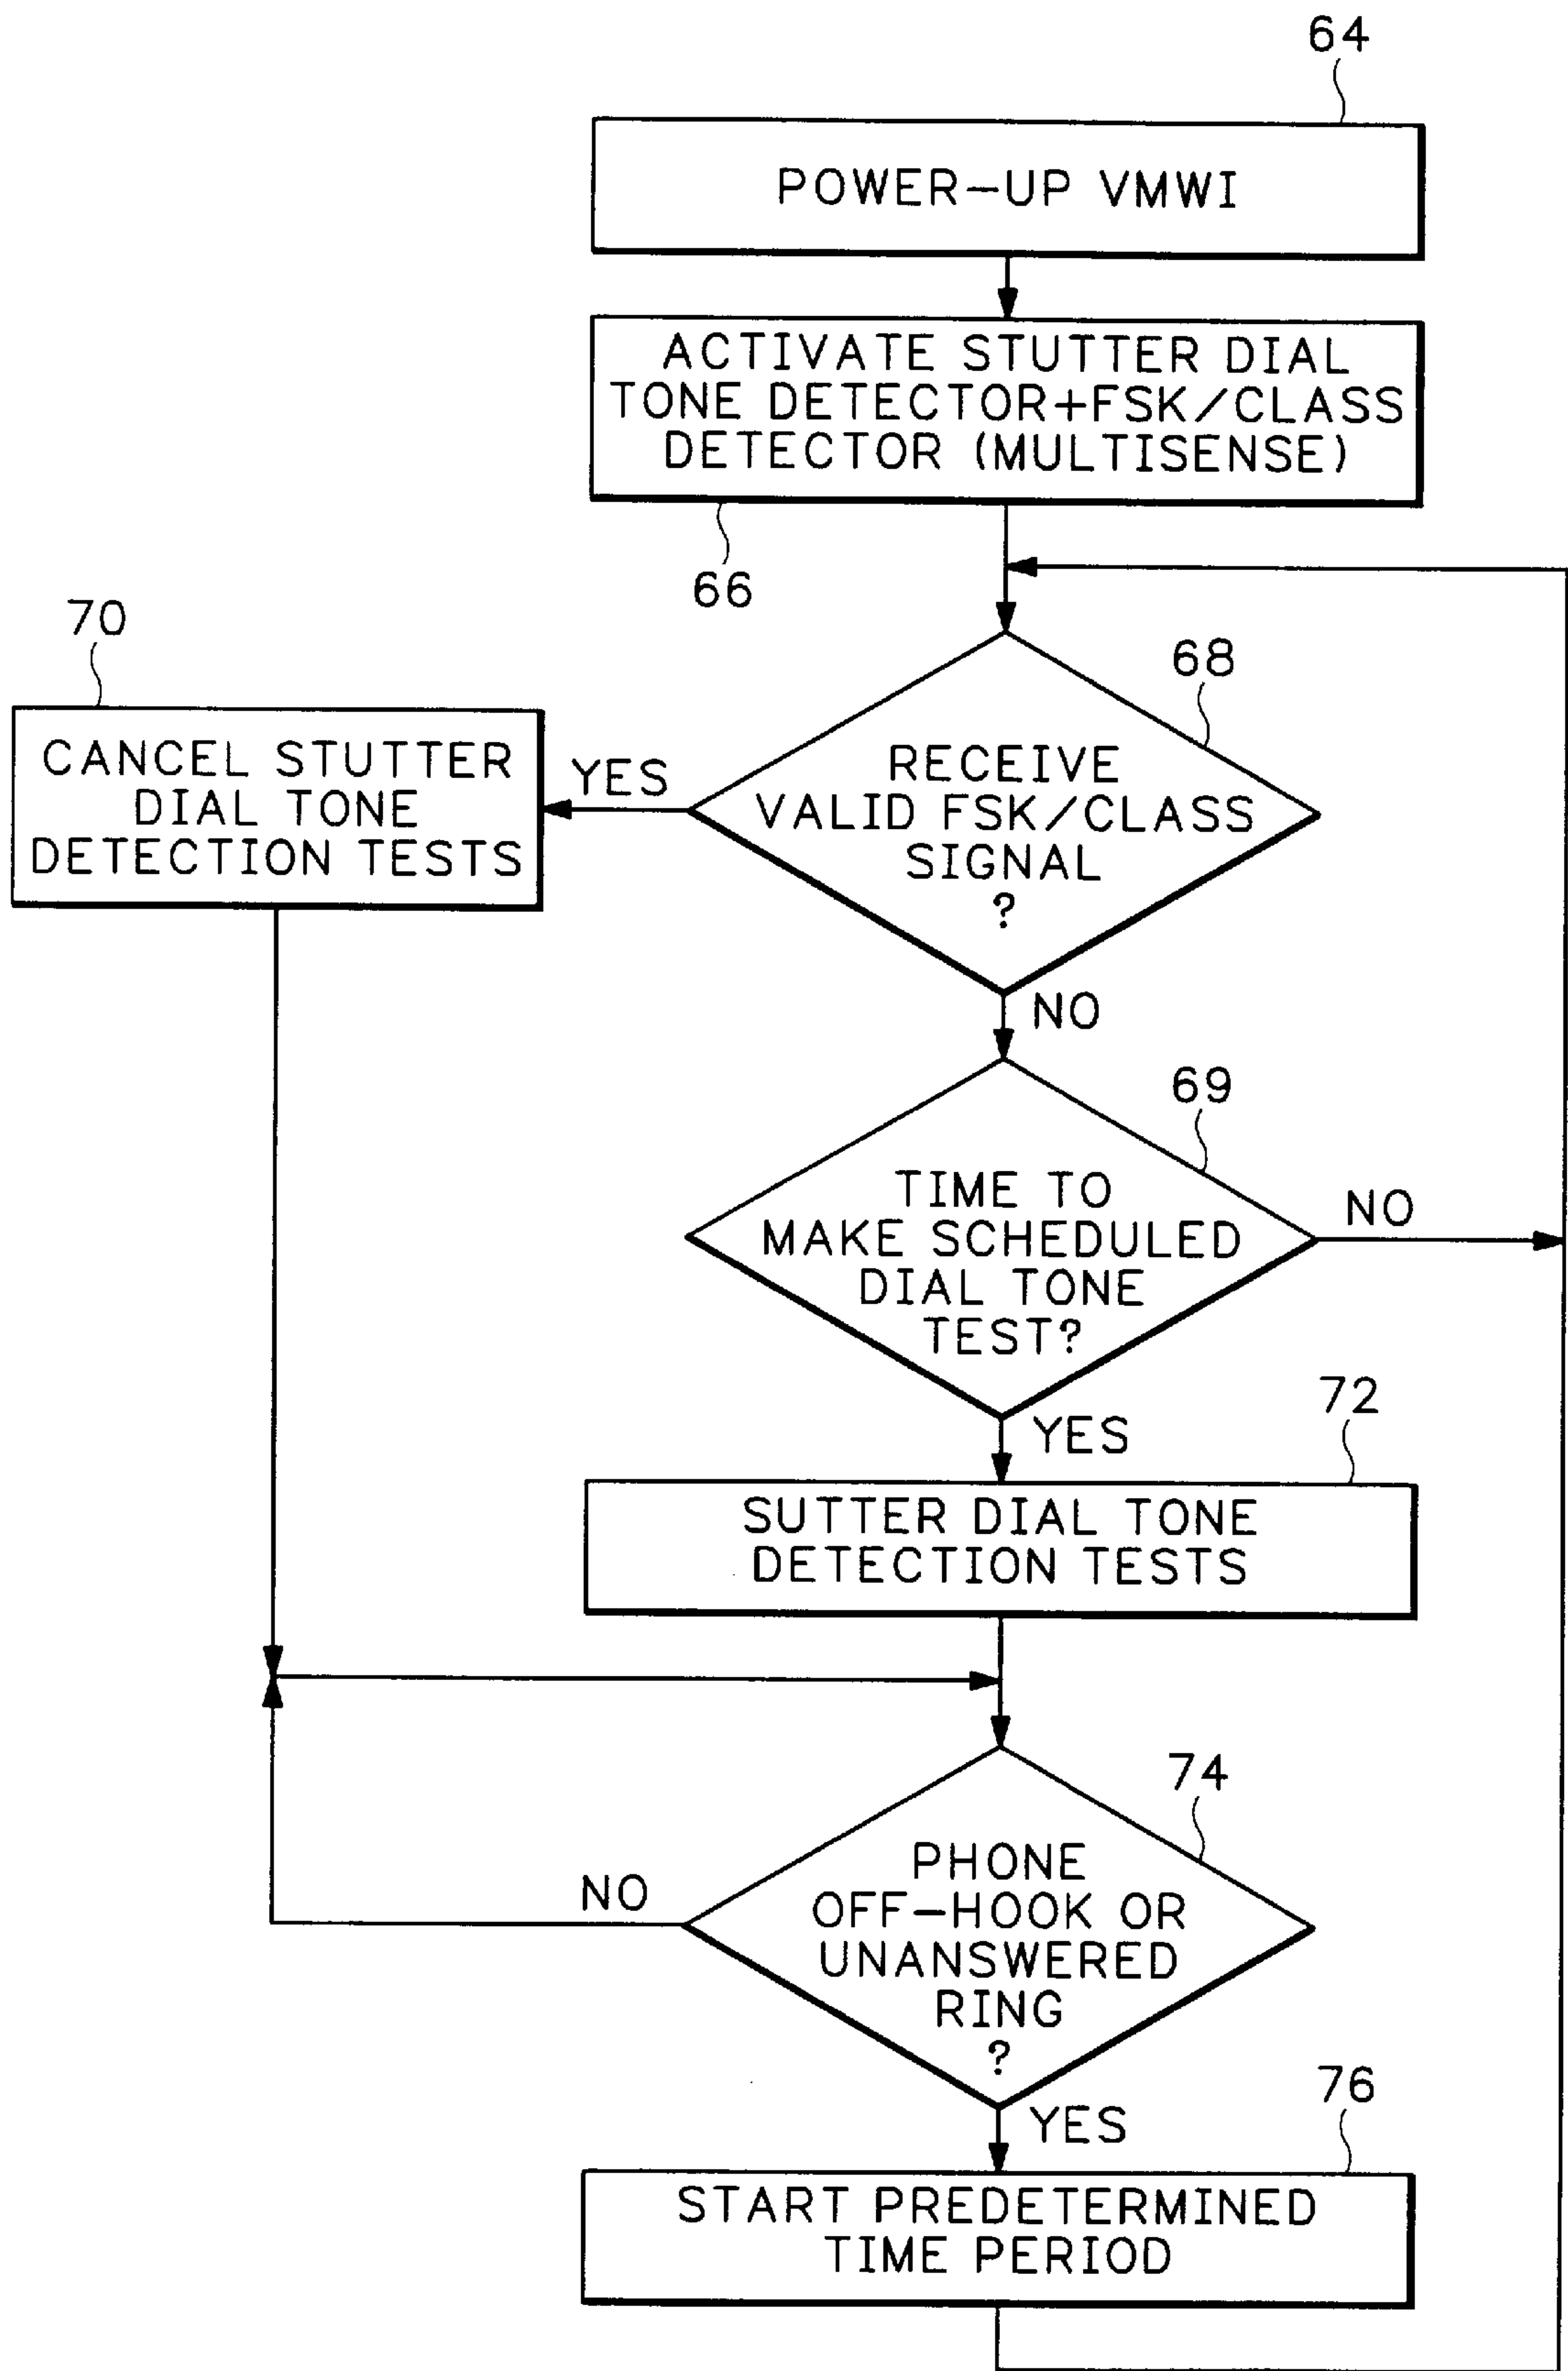 64
POWER-UP VMWI
ACTIVATE STUTTER DIAL
TONE DETECTOR+FSK/CLASS
DETECTOR (MULTISENSE)
66
70
CANCEL STUTTER
DIAL TONE
DETECTION TESTS
YES
68
RECEIVE
VALID FSK/CLASS
SIGNAL
?
NO
69
TIME TO
MAKE SCHEDULED
DIAL TONE
TEST?
NO
YES
72
SUTTER DIAL TONE
DETECTION TESTS
74
PHONE
OFF-HOOK OR
UNANSWERED
RING
?
NO
YES
76
START PREDETERMINED
TIME PERIOD